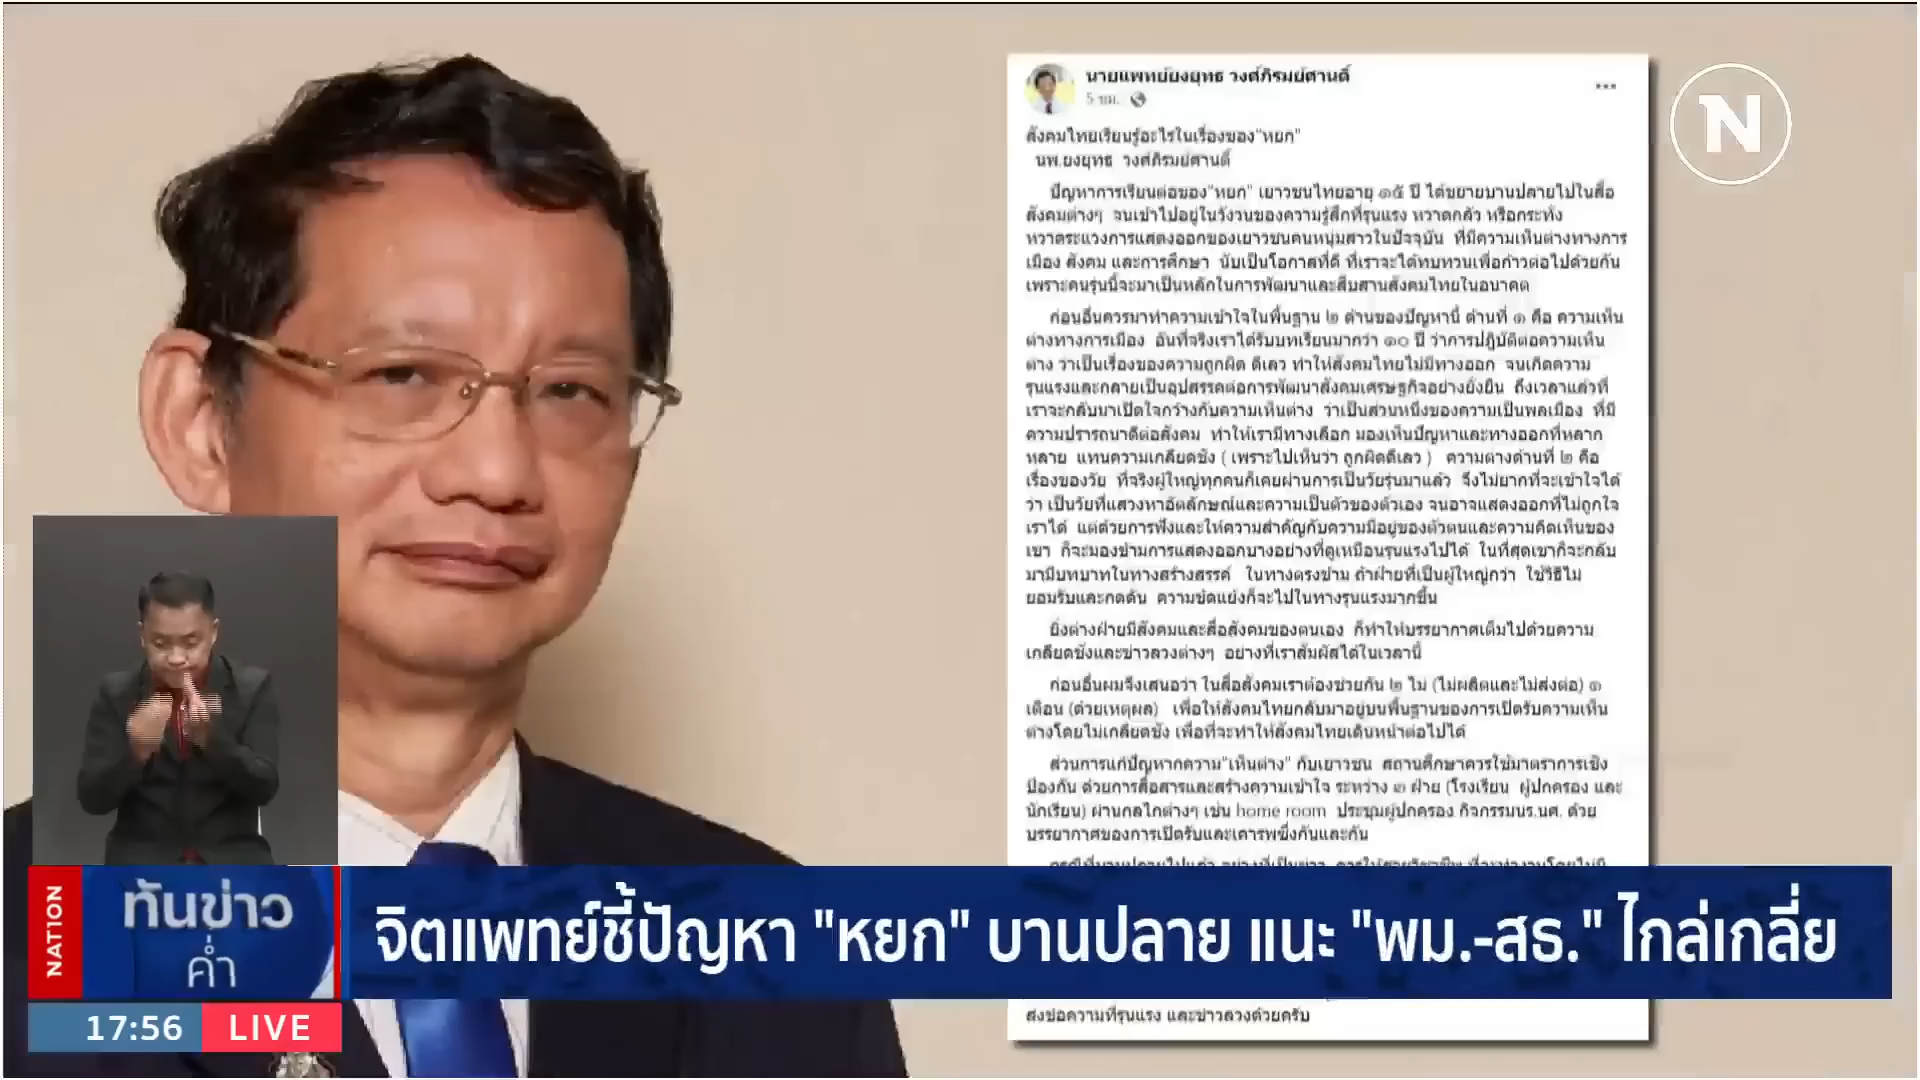 นายแพทย์ยงยุทธ วงศ์ภิรมย์ศานติ์
5 ชม.
สังคมไทยเรียนรู้อะไรในเรื่องของ"หยก"
นพ.ยงยุทธ วงศ์ภิรมย์ศานติ์
ปัญหาการเรียนต่อของ"หยก" เยาวชนไทยอายุ ๑๕ ปี ได้ขยายบานปลายไปในสื่อ
สังคมต่างๆ จนเข้าไปอยู่ในวังวนของความรู้สึกที่รุนแรง หวาดกลัว หรือกระทั่ง
หวาดระแวงการแสดงออกของเยาวชนคนหนุ่มสาวในปัจจุบัน ที่มีความเห็นต่างทางการ
เมือง สังคม และการศึกษา นับเป็นโอกาสที่ดี ที่เราจะได้ทบทวนเพื่อก้าวต่อไปด้วยกัน
เพราะคนรุ่นนี้จะมาเป็นหลักในการพัฒนาและสืบสานสังคมไทยในอนาคต
ก่อนอื่นควรมาทำความเข้าใจในพื้นฐาน ๒ ด้านของปัญหานี้ ด้านที่ ๑ คือ ความเห็น
ต่างทางการเมือง อันที่จริงเราได้รับบทเรียนมากว่า ๑๐ ปี ว่าการปฏิบัติต่อความเห็น
ต่าง ว่าเป็นเรื่องของความถูกผิด ดีเลว ทำให้สังคมไทยไม่มีทางออก จนเกิดความ
รุนแรงและกลายเป็นอุปสรรคต่อการพัฒนาสังคมเศรษฐกิจอย่างยั่งยืน ถึงเวลาแล้วที่
เราจะกลับมาเปิดใจกว้างกับความเห็นต่าง ว่าเป็นส่วนหนึ่งของความเป็นพลเมือง ที่มี
ความปรารถนาดีต่อสังคม ทำให้เรามีทางเลือก มองเห็นปัญหาและทางออกที่หลาก
หลาย แทนความเกลียดชัง ( เพราะไปเห็นว่า ถูกผิดดีเลว ) ความต่างด้านที่ ๒ คือ
เรื่องของวัย ที่จริงผู้ใหญ่ทุกคนก็เคยผ่านการเป็นวัยรุ่นมาแล้ว จึงไม่ยากที่จะเข้าใจได้
ว่า เป็นวัยที่แสวงหาอัตลักษณ์และความเป็นตัวของตัวเอง จนอาจแสดงออกที่ไม่ถูกใจ
เราได้ แต่ด้วยการฟังและให้ความสำคัญกับความมีอยู่ของตัวตนและความคิดเห็นของ
เขา ก็จะมองข้ามการแสดงออกบางอย่างที่ดูเหมือนรุนแรงไปได้ ในที่สุดเขาก็จะกลับ
มามีบทบาทในทางสร้างสรรค์ ในทางตรงข้าม ถ้าฝ่ายที่เป็นผู้ใหญ่กว่า ใช้วิธีไม่
ยอมรับและกดดัน ความขัดแย้งก็จะไปในทางรุนแรงมากขึ้น
ยิ่งต่างฝ่ายมีสังคมและสื่อสังคมของตนเอง ก็ทำให้บรรยากาศเต็มไปด้วยความ
เกลียดชังและข่าวลวงต่างๆ อย่างที่เราสัมผัสได้ในเวลานี้
ก่อนอื่นผมจึงเสนอว่า ในสื่อสังคมเราต้องช่วยกัน ๒ ไม่ (ไม่ผลิตและไม่ส่งต่อ) ๑
เตือน (ด้วยเหตุผล) เพื่อให้สังคมไทยกลับมาอยู่บนพื้นฐานของการเปิดรับความเห็น
ต่างโดยไม่เกลียดชัง เพื่อที่จะทำให้สังคมไทยเดินหน้าต่อไปได้
ส่วนการแก้ปัญหากความ"เห็นต่าง" กับเยาวชน สถานศึกษาควรใช้มาตราการเชิง
ป้องกัน ด้วยการสื่อสารและสร้างความเข้าใจ ระหว่าง ๓ ฝ่าย (โรงเรียน ผู้ปกครอง และ
นักเรียน) ผ่านกลไกต่างๆ เช่น home room ประชุมผู้ปกครอง กิจกรรมนร.นศ. ด้วย
บรรยากาศของการเปิดรับและเคารพซึ่งกันและกัน
NATION
ทันข่าว
ค่ำ
จิตแพทย์ชี้ปัญหา "หยก" บานปลาย แนะ "พม.-สธ." ไกล่เกลี่ย
ส่งข้อความที่รุนแรง และข่าวลวงด้วยครับ
17:56 LIVE
N